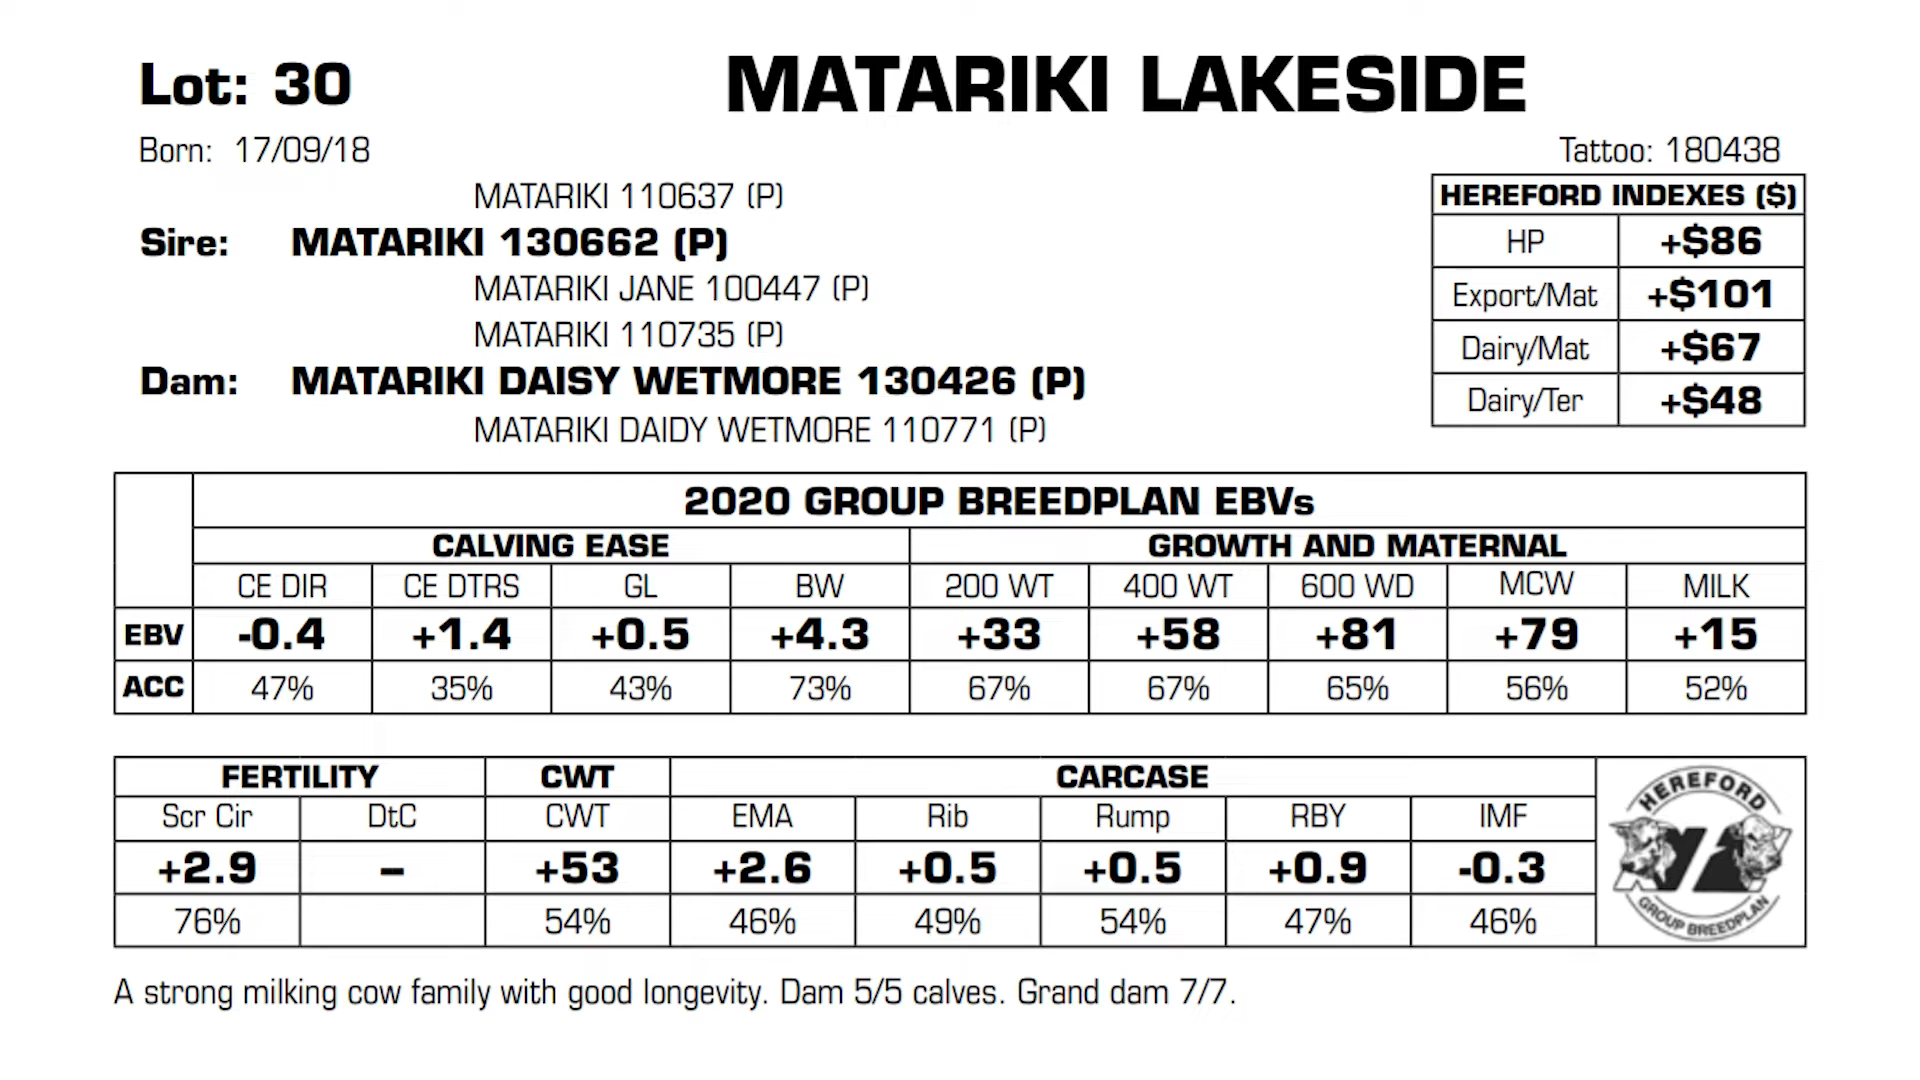 Lot: 30
MATARIKI LAKESIDE
Born: 17/09/18
Tattoo: 180438
MATARIKI 110637 (P)
Sire: MATARIKI 130662 (P)
MATARIKI JANE 100447 (P)
MATARIKI 110735 (P)
Dam: MATARIKI DAISY WETMORE 130426 (P)
MATARIKI DAIDY WETMORE 110771 (P)
HEREFORD INDEXES ($)
HP +$86
Export/Mat +$101
Dairy/Mat +$67
Dairy/Ter +$48
2020 GROUP BREEDPLAN EBVs
CALVING EASE GROWTH AND MATERNAL
CE DIR CE DTRS GL BW 200 WT 400 WT 600 WD MCW MILK
EBV -0.4 +1.4 +0.5 +4.3 +33 +58 +81 +79 +15
ACC 47% 35% 43% 73% 67% 67% 65% 56% 52%
FERTILITY CWT CARCASE
Scr Cir DtC CWT EMA Rib Rump RBY IMF
+2.9 – +53 +2.6 +0.5 +0.5 +0.9 -0.3
76% 54% 46% 49% 54% 47% 46%
HEREFORD
GROUP BREEDPLAN
A strong milking cow family with good longevity. Dam 5/5 calves. Grand dam 7/7.